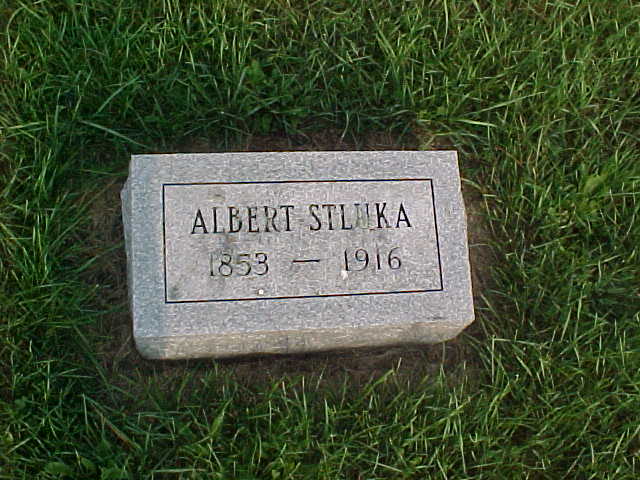 ALBERT STLUKA
1853 — 1916